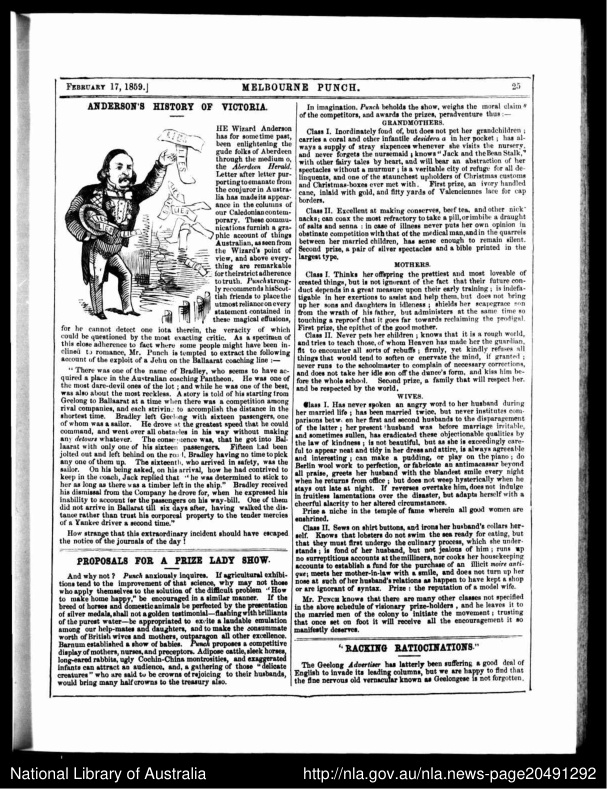 FEBRUARY 17, 1859.]
MELBOURNE PUNCH.
25
ANDERSON'S HISTORY OF VICTORIA.
HE Wizard Anderson
has for some time past,
been enlightening the
gude folks of Aberdeen
through the medium o,
the Aberdeen Herald.
Letter after letter pur-
porting to emanate from
the conjuror in Austra-
lia has made its appear-
ance in the columns of
our Caledonian contem-
porary. These commu-
nications furnish a gra-
phic account of things
Australian, as seen from
the Wizard's point of
view, and above every-
thing are remarkable
for their strict adherence
to truth. Punch strong-
ly recommends his Scot-
tish friends to place the
utmost reliance on every
statement contained in
these magical effusions,
for he cannot detect one iota therein, the veracity of which
could be questioned by the most exacting critic. As a specimen of
this close adherence to fact where some people might have been in-
clined to romance, Mr. Punch is tempted to extract the following
account of the exploit of a Jehu on the Ballaarat coaching line :—
"There was one of the name of Bradley, who seems to have ac-
quired a place in the Australian coaching Pantheon. He was one of
the most dare-devil ones of the lot ; and while he was one of the best,
was also about the most reckless. A story is told of his starting from
Geelong to Ballaarat at a time when there was a competition among
rival companies, and each striving to accomplish the distance in the
shortest time. Bradley left Geelong with sixteen passengers, one
of whom was a sailor. He drove at the greatest speed that he could
command, and went over all obstacles in his way without making
any detours whatever. The consequence was, that he got into Bal-
laarat with only one of his sixteen passengers. Fifteen had been
jolted out and left behind on the road, Bradley having no time to pick
any one of them up. The sixteenth, who arrived in safety, was the
sailor. On his being asked, on his arrival, how he had contrived to
keep in the coach, Jack replied that "he was determined to stick to
her as long as there was a timber left in the ship." Bradley received
his dismissal from the Company he drove for, when he expressed his
inability to account for the passengers on his way-bill. One of them
did not arrive in Ballarat till six days after, having walked the dis-
tance rather than trust his corporeal property to the tender mercies
of a Yankee driver a second time."
How strange that this extraordinary incident should have escaped
the notice of the journals of the day !
PROPOSALS FOR A PRIZE LADY SHOW.
And why not ? Punch anxiously inquires. If agricultural exhibi-
tions tend to the improvement of that science, why may not those
who apply themselves to the solution of the difficult problem "How
to make home happy," be encouraged in a similar manner. If the
breed of horses and domestic animals be perfected by the presentation
of silver medals, shall not a golden testimonial—flashing with brilliants
of the purest water—be appropriated to excite a laudable emulation
among our help-mates and daughters, and to make the consummate
worth of British wives and mothers, outparagon all other excellence.
Barnum established a show of babies. Punch proposes a competitive
display of mothers, nurses, and preceptors. Adipose cattle, sleek horses,
long-eared rabbits, ugly Cochin-China montrosities, and exaggerated
infants can attract an audience, and, a gathering of those "delicate
creatures" who are said to be crowns of rejoicing to their husbands,
would bring many half crowns to the treasury also.
In imagination, Punch beholds the show, weighs the moral claim
of the competitors, and awards the prizes, peradventure thus :—
GRANDMOTHERS.
Class I. Inordinately fond of, but does not pet her grandchildren ;
carries a coral and other infantile desidera a in her pocket ; has al-
ways a supply of stray sixpences whenever she visits the nursery,
and never forgets the nursemaid ; knows "Jack and the Bean Stalk,"
with other fairy tales by heart, and will bear an abstraction of her
spectacles without a murmur ; is a veritable city of refuge for all de-
linquents, and one of the staunchest upholders of Christmas customs
and Christmas-boxes ever met with. First prize, an ivory handled
cane, inlaid with gold, and fifty yards of Valenciennes lace for cap
borders.
Class II. Excellent at making conserves, beef tea, and other nick
nacks; can coax the most refractory to take a pill, or imbibe a draught
of salts and senna : in case of illness never puts her own opinion in
obstinate competition with that of the medical man, and in the quarrels
between her married children, has sense enough to remain silent.
Second prize, a pair of silver spectacles and a bible printed in the
largest type.
MOTHERS.
Class I. Thinks her offspring the prettiest and most loveable of
created things, but is not ignorant of the fact that their future con-
duct depends in a great measure upon their early training ; is indefa-
tigable in her exertions to assist and help them, but does not bring
up her sons and daughters in idleness ; shields her scapegrace son
from the wrath of his father, but administers at the same time so
touching a reproof that it goes far towards reclaiming the prodigal.
First prize, the epithet of the good mother.
Class II. Never pets her children ; knows that it is a rough world,
and tries to teach those, of whom Heaven has made her the guardian,
fit to encounter all sorts of rebuffs ; firmly, yet kindly refuses all
things that would tend to soften or enervate the mind, if granted ;
never runs to the schoolmaster to complain of necessary corrections,
and does not take her idle son off the dunce's form, and kiss him be-
fore the whole school. Second prize, a family that will respect her.
and be respected by the world.
WIVES.
Class I. Has never spoken an angry word to her husband during
her married life ; has been married twice, but never institutes com-
parisons betw. en her first and second husbands to the disparagement
of the latter ; her present husband was before marriage irritable,
and sometimes sullen, has eradicated these objectionable qualities by
the law of kindness ; is not beautiful, but as she is exceedingly care-
ful to appear neat and tidy in her dress and attire, is always agreeable
and interesting ; can make a pudding, or play on the piano ; do
Berlin wool work to perfection, or fabricate an antimacassar beyond
all praise, greets her husband with the blandest smile every night
when he returns from office ; but does not weep hysterically when he
stays out late at night. If reverses overtake him, does not indulge
in fruitless lamentations over the disaster, but adapts herself with a
cheerful alacrity to her altered circumstances.
Prize a niche in the temple of fame wherein all good women are
enshrined.
Class II. Sews on shirt buttons, and irons her husband's collars her-
self. Knows that lobsters do not swim the sea ready for eating, but
that they must first undergo the culinary process, which she under-
stands ; is fond of her husband, but not jealous of him ; runs up
no surreptitious accounts at the milliners, nor cooks her housekeeping
accounts to establish a fund for the purchase of an illicit moire anti-
que; meets her mother-in-law with a smile, and does not turn up her
nose at such of her husband's relations as happen to have kept a shop
or are ignorant of syntax. Prize : the reputation of a model wife.
Mr. Punch knows that there are many other classes not specified
in the above schedule of visionary prize-holders , and he leaves it to
the married men of the colony to initiate the movement ; trusting
that once set on foot it will receive all the encouragement it so
manifestly deserves.
"RACKING RATIOCINATIONS."
The Geelong Advertiser has latterly been suffering a good deal of
English to invade its leading columns, but we are happy to find that
the fine nervous old vernacular known as Geelongese is not forgotten.
National Library of Australia
http://nla.gov.au/nla.news-page20491292